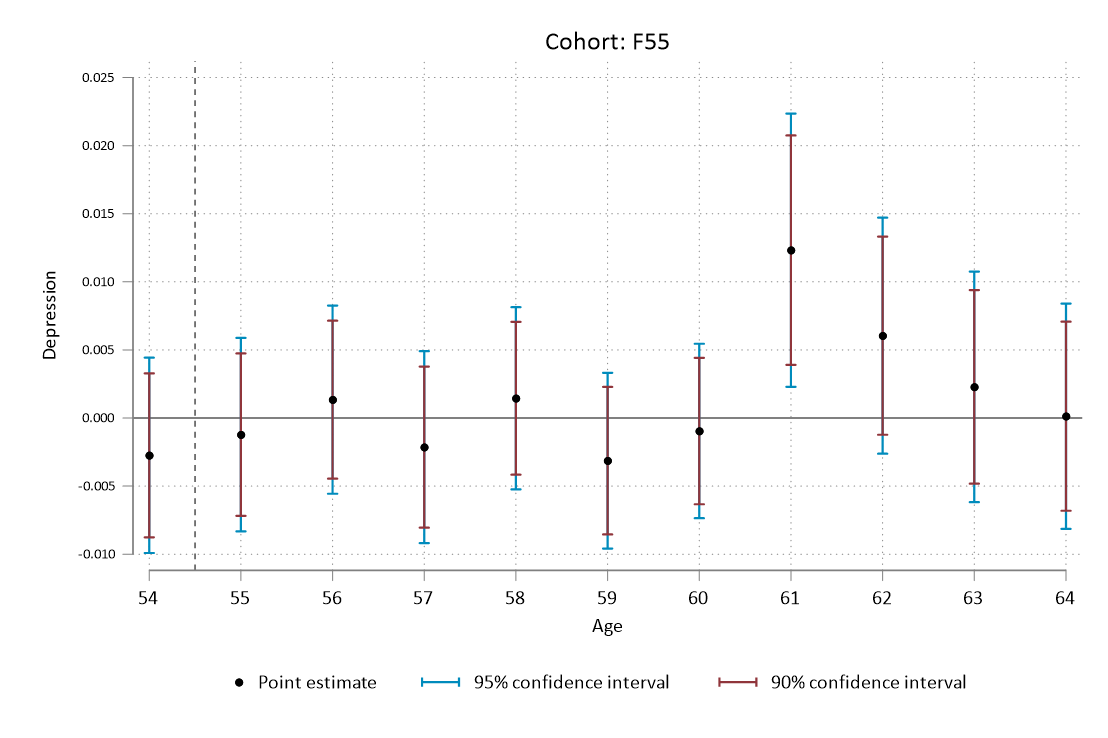 Cohort: F55
0.025
0.020
0.015
0.010
0.005
0.000
-0.005
-0.010
Depression
54 55 56 57 58 59 60 61 62 63 64
Age
Point estimate 95% confidence interval 90% confidence interval